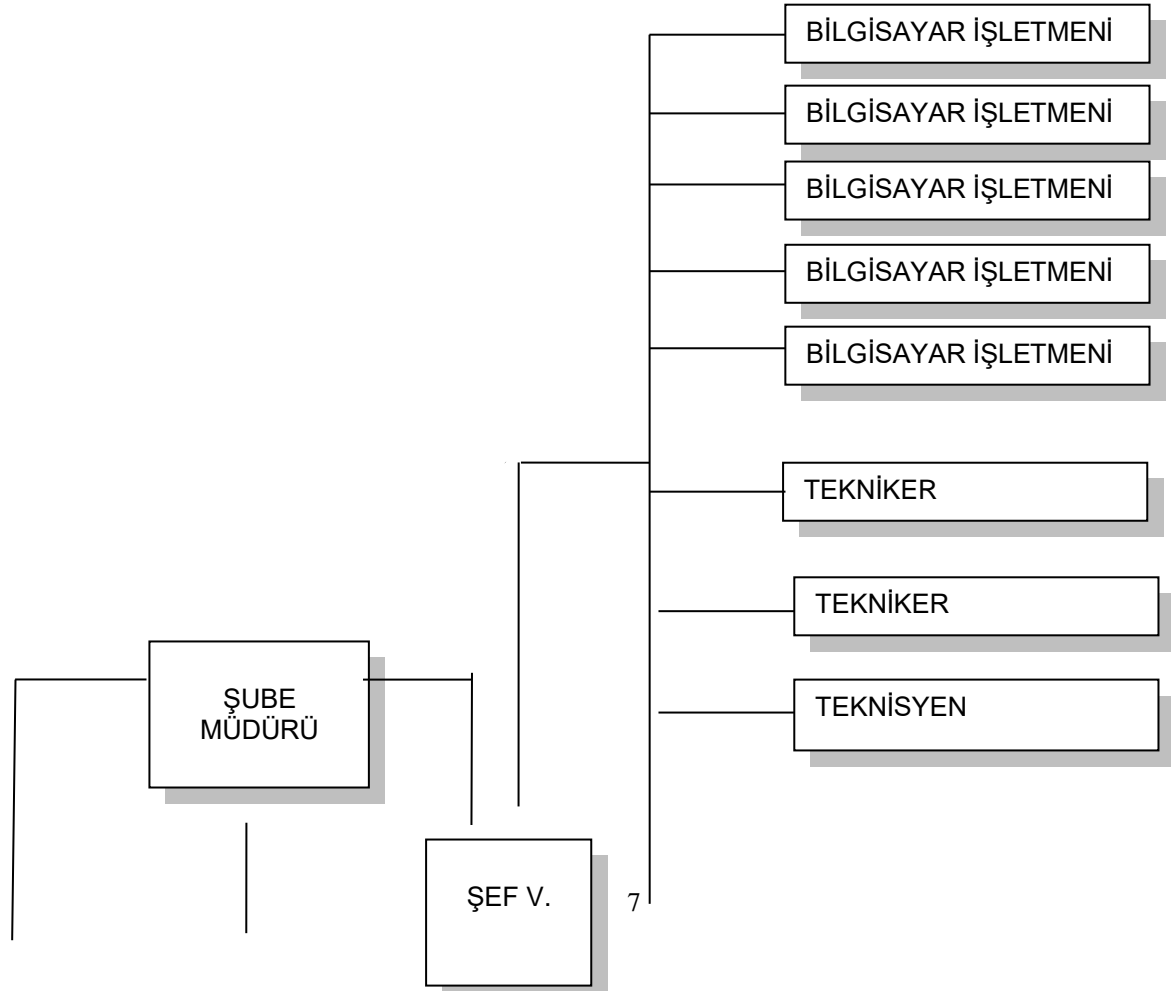 BİLGİSAYAR İŞLETMENİ
BİLGİSAYAR İŞLETMENİ
BİLGİSAYAR İŞLETMENİ
BİLGİSAYAR İŞLETMENİ
BİLGİSAYAR İŞLETMENİ
TEKNİKER
TEKNİKER
TEKNİSYEN
ŞUBE
MÜDÜRÜ
ŞEF V.
7